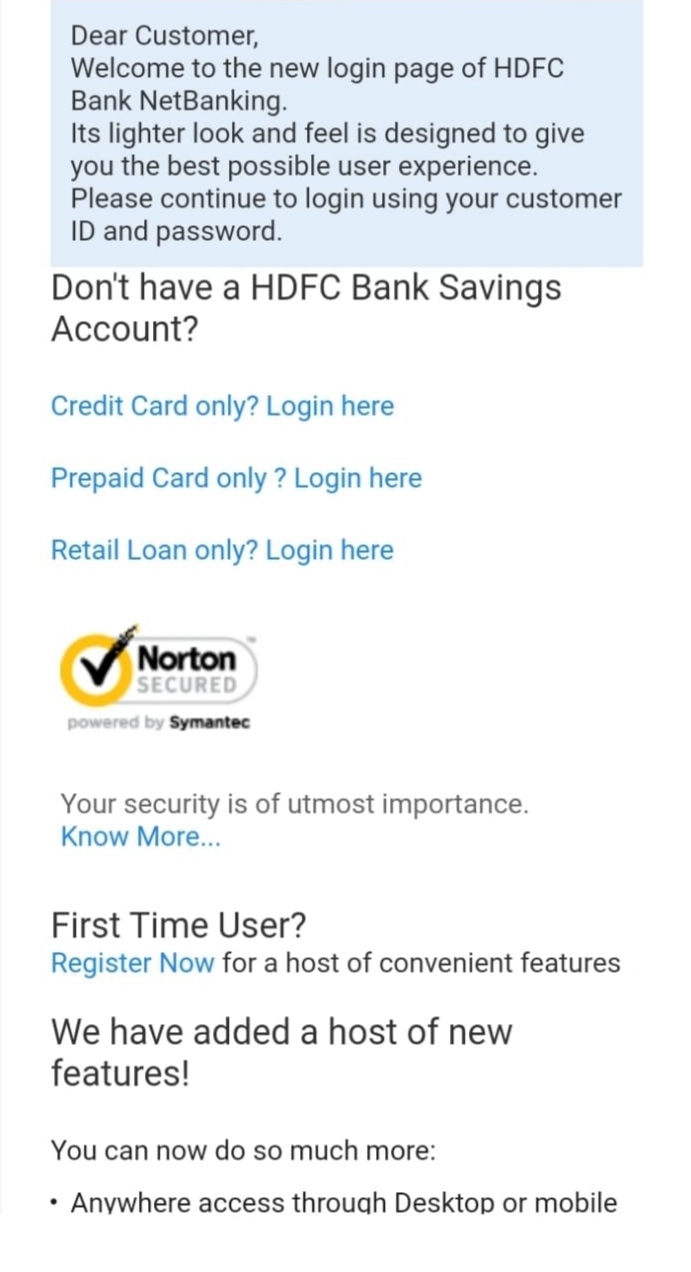 Dear Customer,
Welcome to the new login page of HDFC
Bank NetBanking.
Its lighter look and feel is designed to give
you the best possible user experience.
Please continue to login using your customer
ID and password.
Don't have a HDFC Bank Savings
Account?
Credit Card only? Login here
Prepaid Card only ? Login here
Retail Loan only? Login here
Norton
SECURED
powered by Symantec
Your security is of utmost importance.
Know More...
First Time User?
Register Now for a host of convenient features
We have added a host of new
features!
You can now do so much more:
• Anywhere access through Desktop or mobile